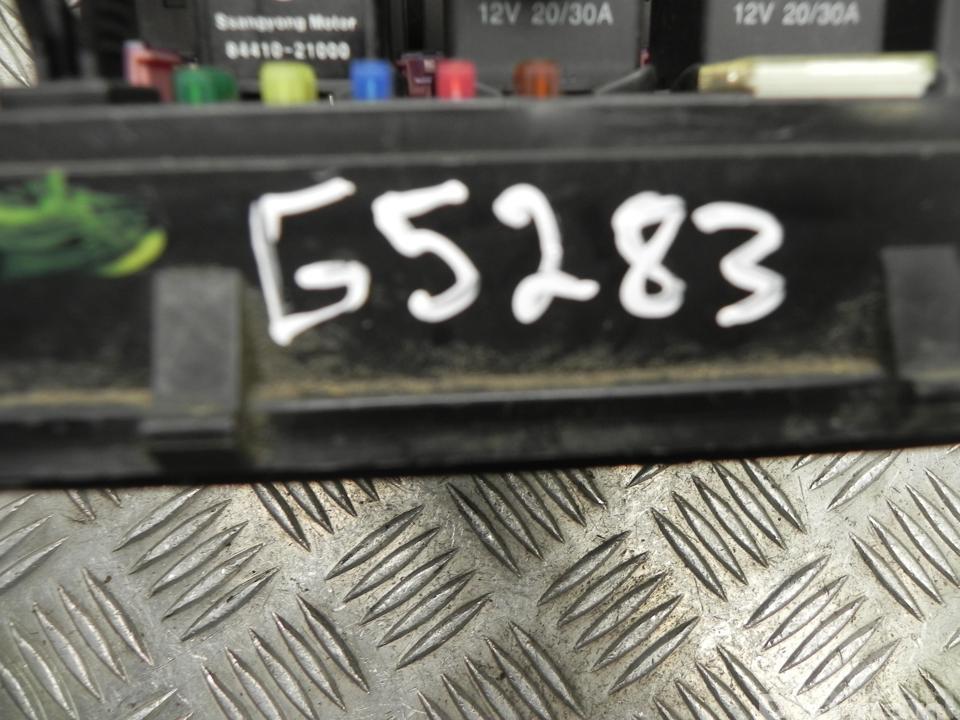 Ssangyong Motor
84410-21000
12V 20/30A
12V 20/30A
G5283